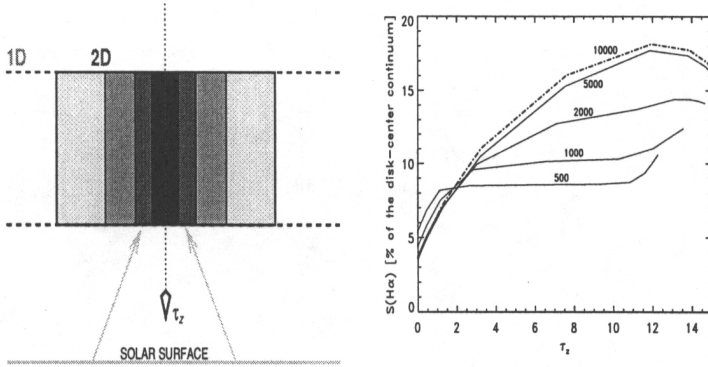 1D 2D
τz
SOLAR SURFACE
S(Hα) [% of the disk-center continuum]
20
15
10
5
0
10000
5000
2000
1000
500
0 2 4 6 8 10 12 14
τz